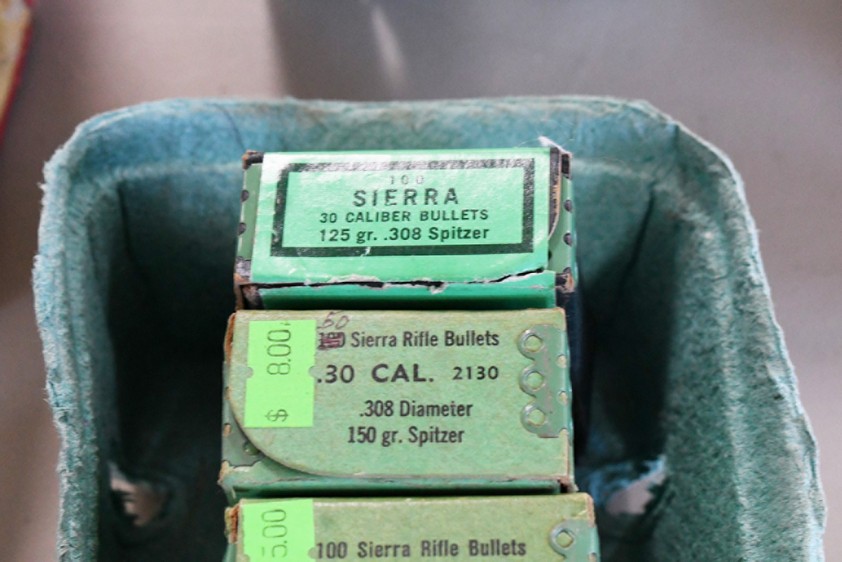 100
SIERRA
30 CALIBER BULLETS
125 gr. .308 Spitzer
50
100 Sierra Rifle Bullets
.30 CAL. 2130
.308 Diameter
150 gr. Spitzer
$ 8.00
5.00
100 Sierra Rifle Bullets